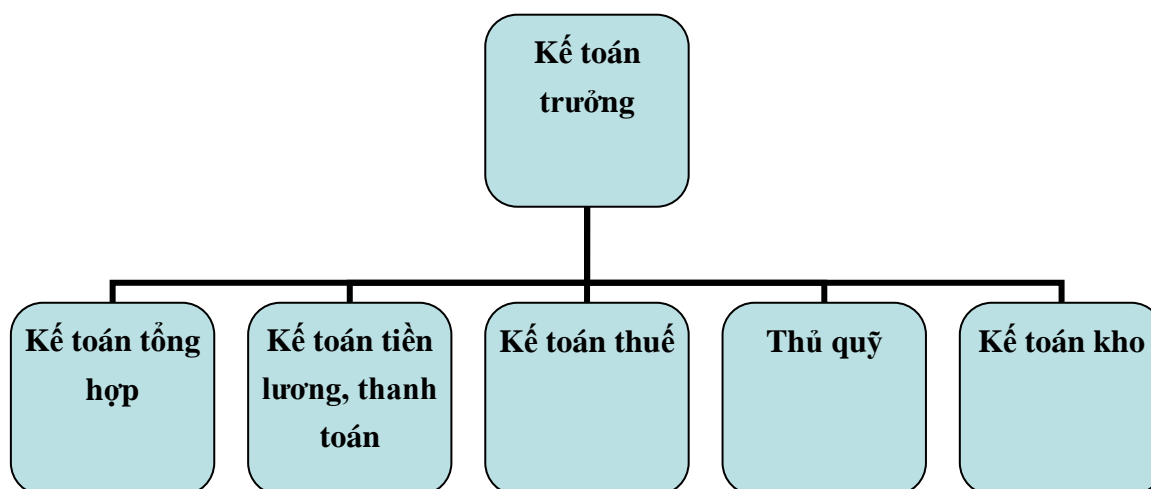 Kế toán
trưởng
Kế toán tổng
hợp
Kế toán tiền
lương, thanh
toán
Kế toán thuế
Thủ quỹ
Kế toán kho